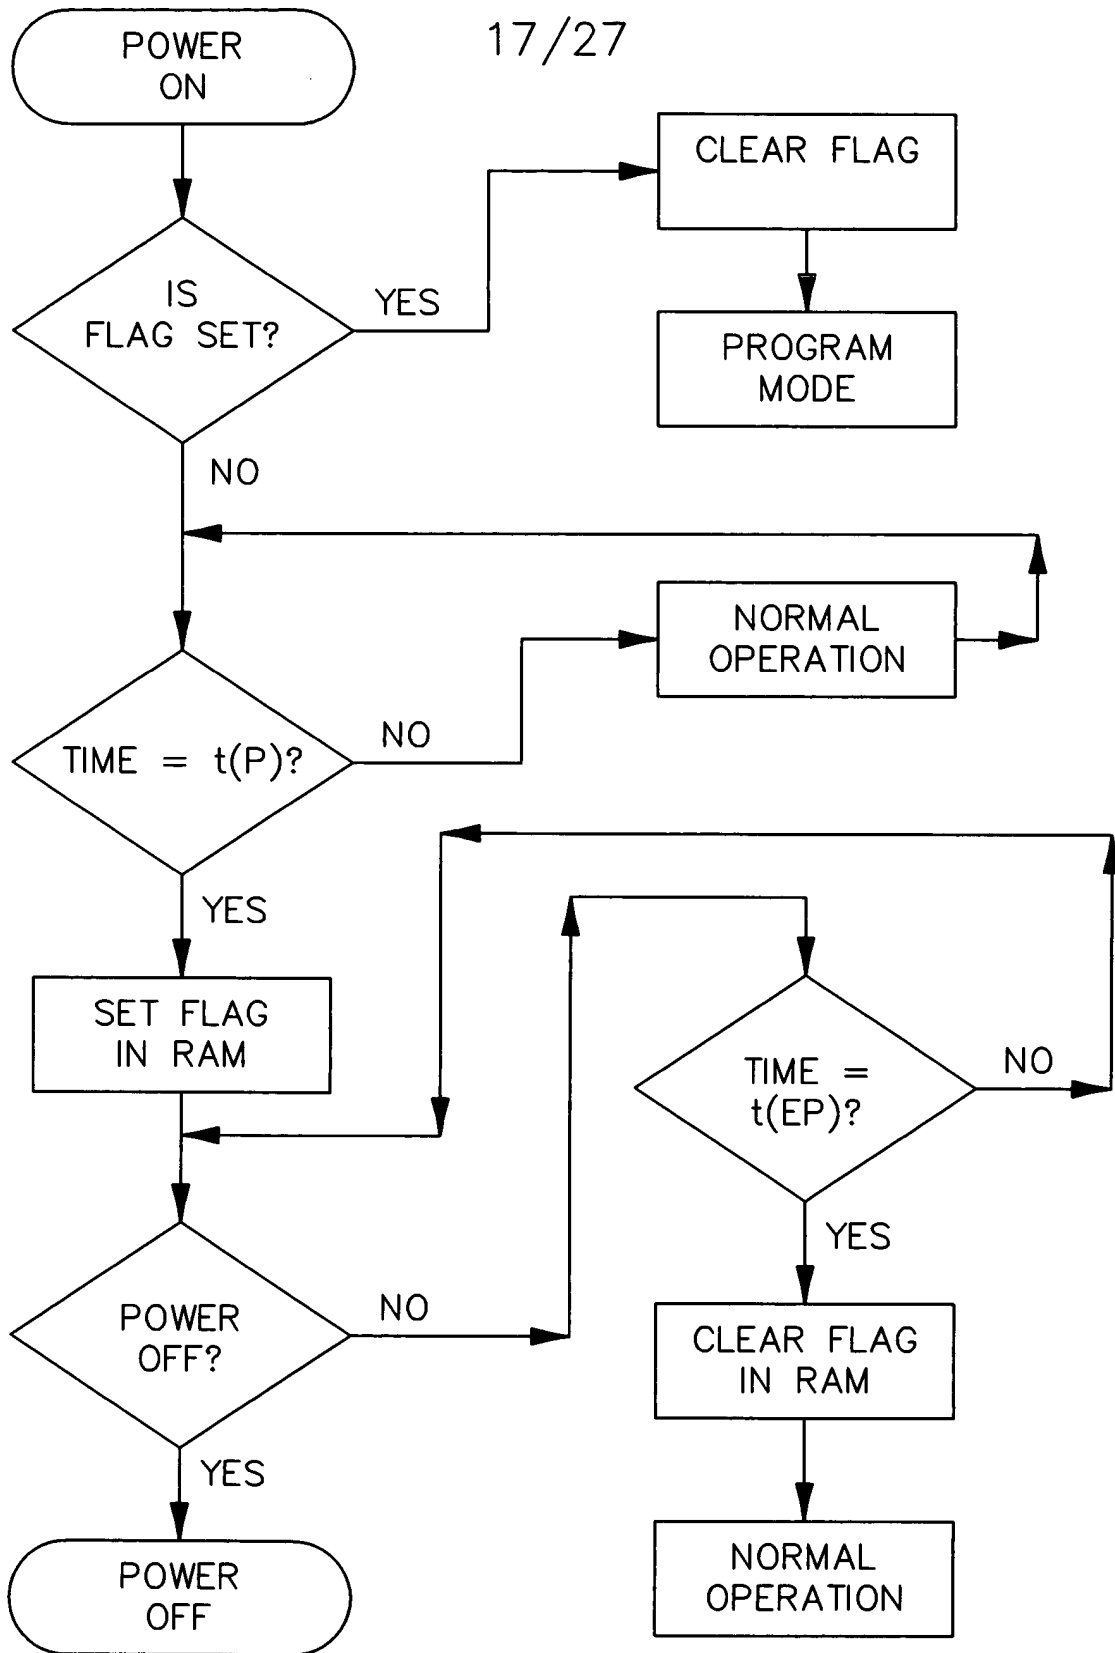 17/27
POWER
ON
IS
FLAG SET?
YES
CLEAR FLAG
PROGRAM
MODE
NO
TIME = t(P)?
NO
NORMAL
OPERATION
YES
SET FLAG
IN RAM
POWER
OFF?
NO
TIME =
t(EP)?
NO
YES
CLEAR FLAG
IN RAM
NORMAL
OPERATION
YES
POWER
OFF